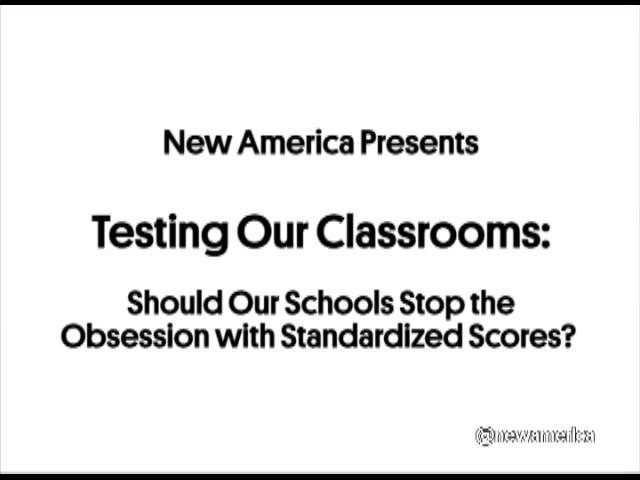 New America Presents
Testing Our Classrooms:
Should Our Schools Stop the
Obsession with Standardized Scores?
@newamerica